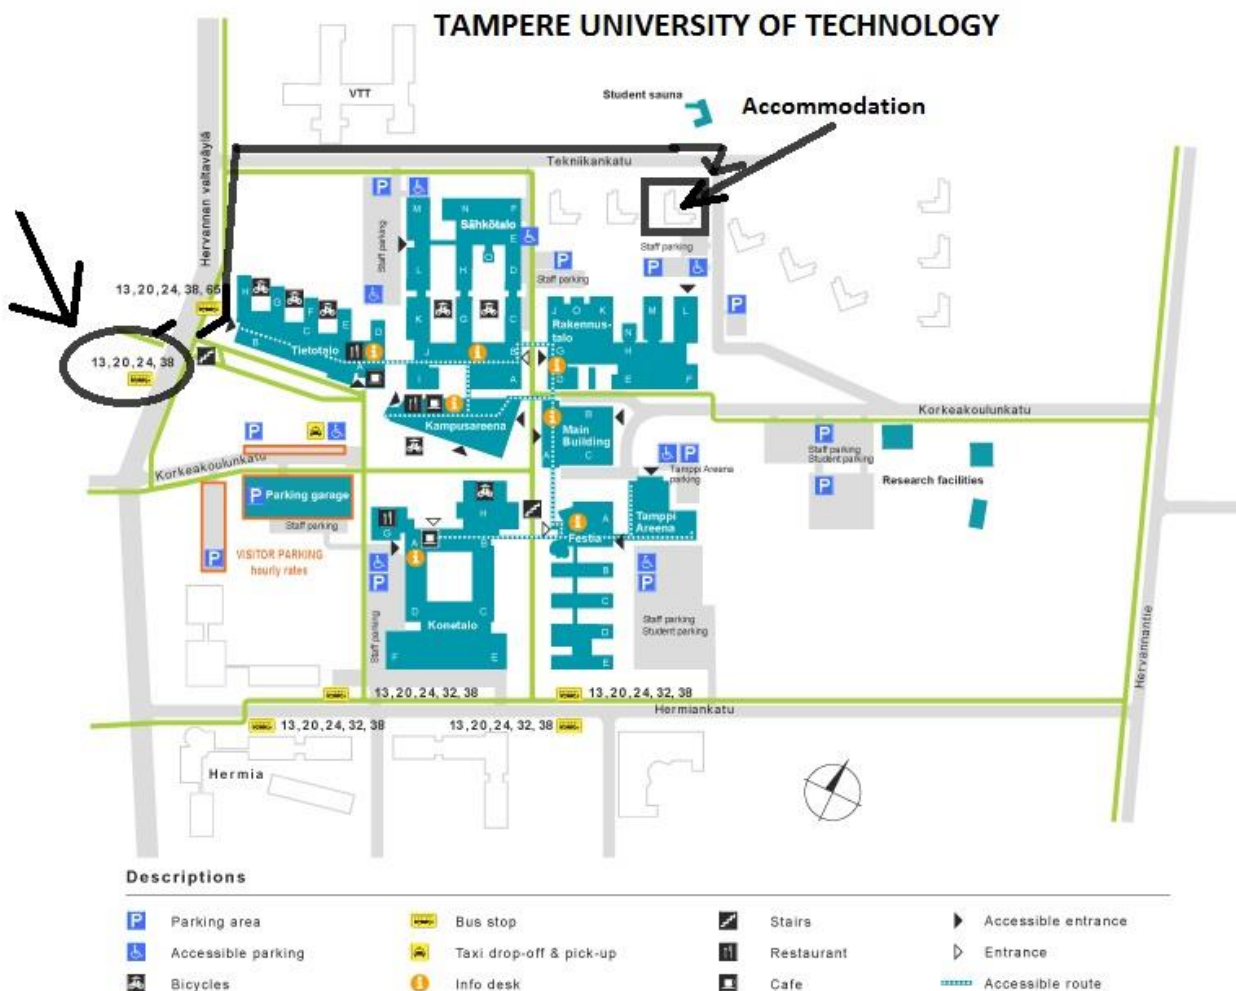 TAMPERE UNIVERSITY OF TECHNOLOGY
VTT
Student sauna
Accommodation
Tekniikankatu
Hervannan valtaväylä
P
M
N
F
Sähkötalo
E
Staff parking
L
H
O
D
P
Staff parking
Staff parking
P
P
13,20,24,38,65
H
G
F
E
C
B
D
Tietotalo
A
K
G
C
J
B
I
A
J O K
Rakennus-
talo
G
D
N
M
L
H
E
F
13,20,24,38
Kampusareena
Main
Building
B
A
C
Korkeakoulunkatu
P
P
Staff parking
Student parking
P
Research facilities
P
Tamppi Areena
parking
Korkeakoulunkatu
P Parking garage
Staff parking
P
VISITOR PARKING
hourly rates
G
H
A
B
D
C
Konetalo
F
E
P
Staff parking
A
Festia
B
C
D
E
Tamppi
Areena
P
Staff parking
Student parking
Hervannantie
13,20,24,32,38
13,20,24,32,38
Hermiankatu
13,20,24,32,38
13,20,24,32,38
Hermia
Descriptions
P Parking area
Bus stop
Stairs
Accessible entrance
Accessible parking
Taxi drop-off & pick-up
Restaurant
Entrance
Bicycles
i Info desk
Cafe
Accessible route